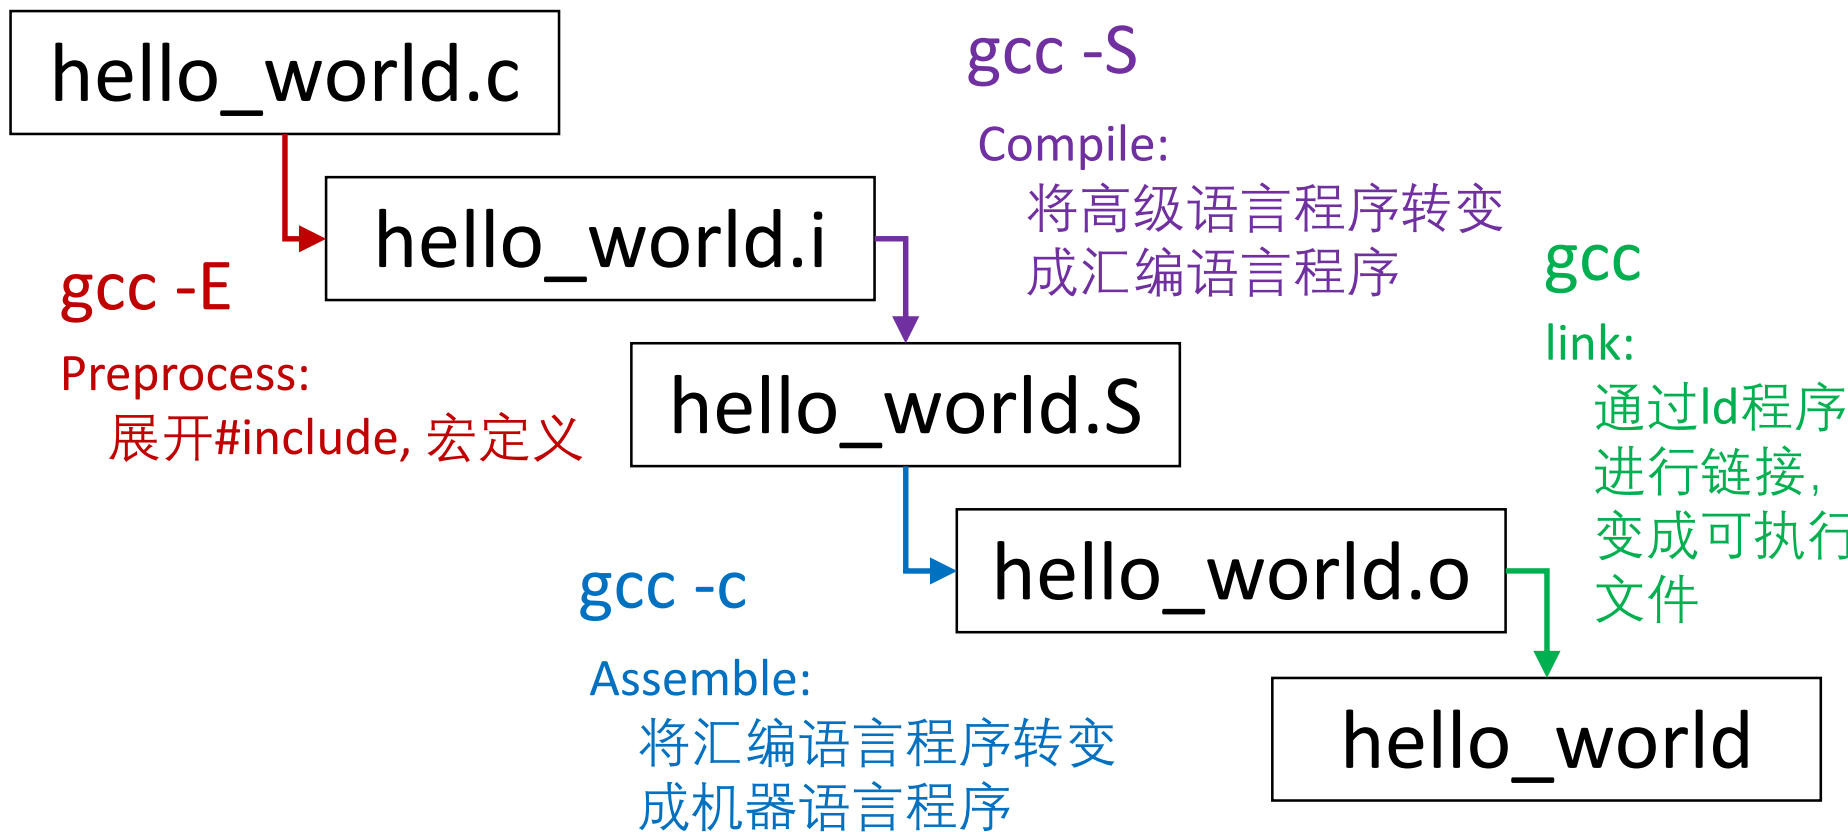 hello_world.c
gcc -E
Preprocess:
展开#include, 宏定义
hello_world.i
gcc -S
Compile:
将高级语言程序转变
成汇编语言程序
hello_world.S
gcc -c
Assemble:
将汇编语言程序转变
成机器语言程序
hello_world.o
gcc
link:
通过ld程序
进行链接,
变成可执行
文件
hello_world